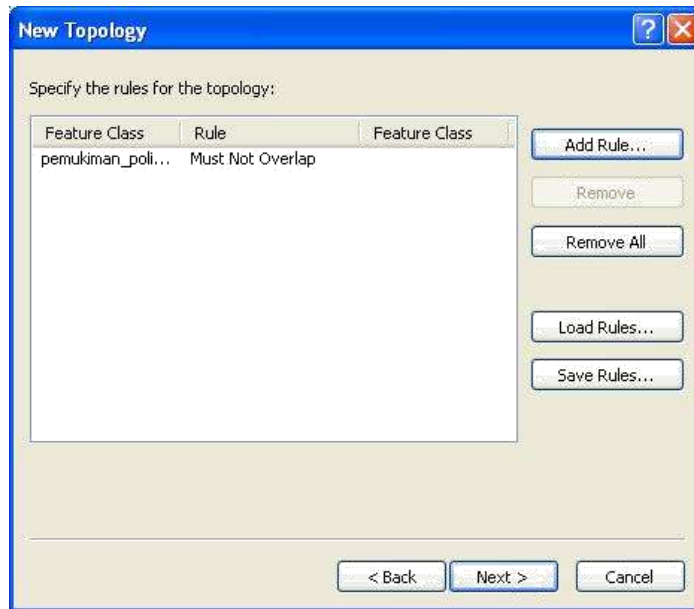 New Topology
Specify the rules for the topology:
Feature Class Rule Feature Class
pemukiman_poli... Must Not Overlap
Add Rule...
Remove
Remove All
Load Rules...
Save Rules...
< Back Next > Cancel